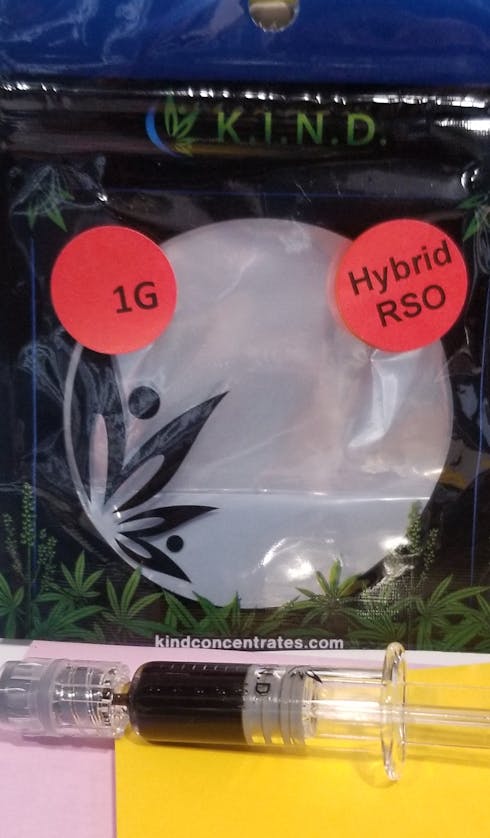 K.I.N.D.
1G
Hybrid
RSO
kindconcentrates.com